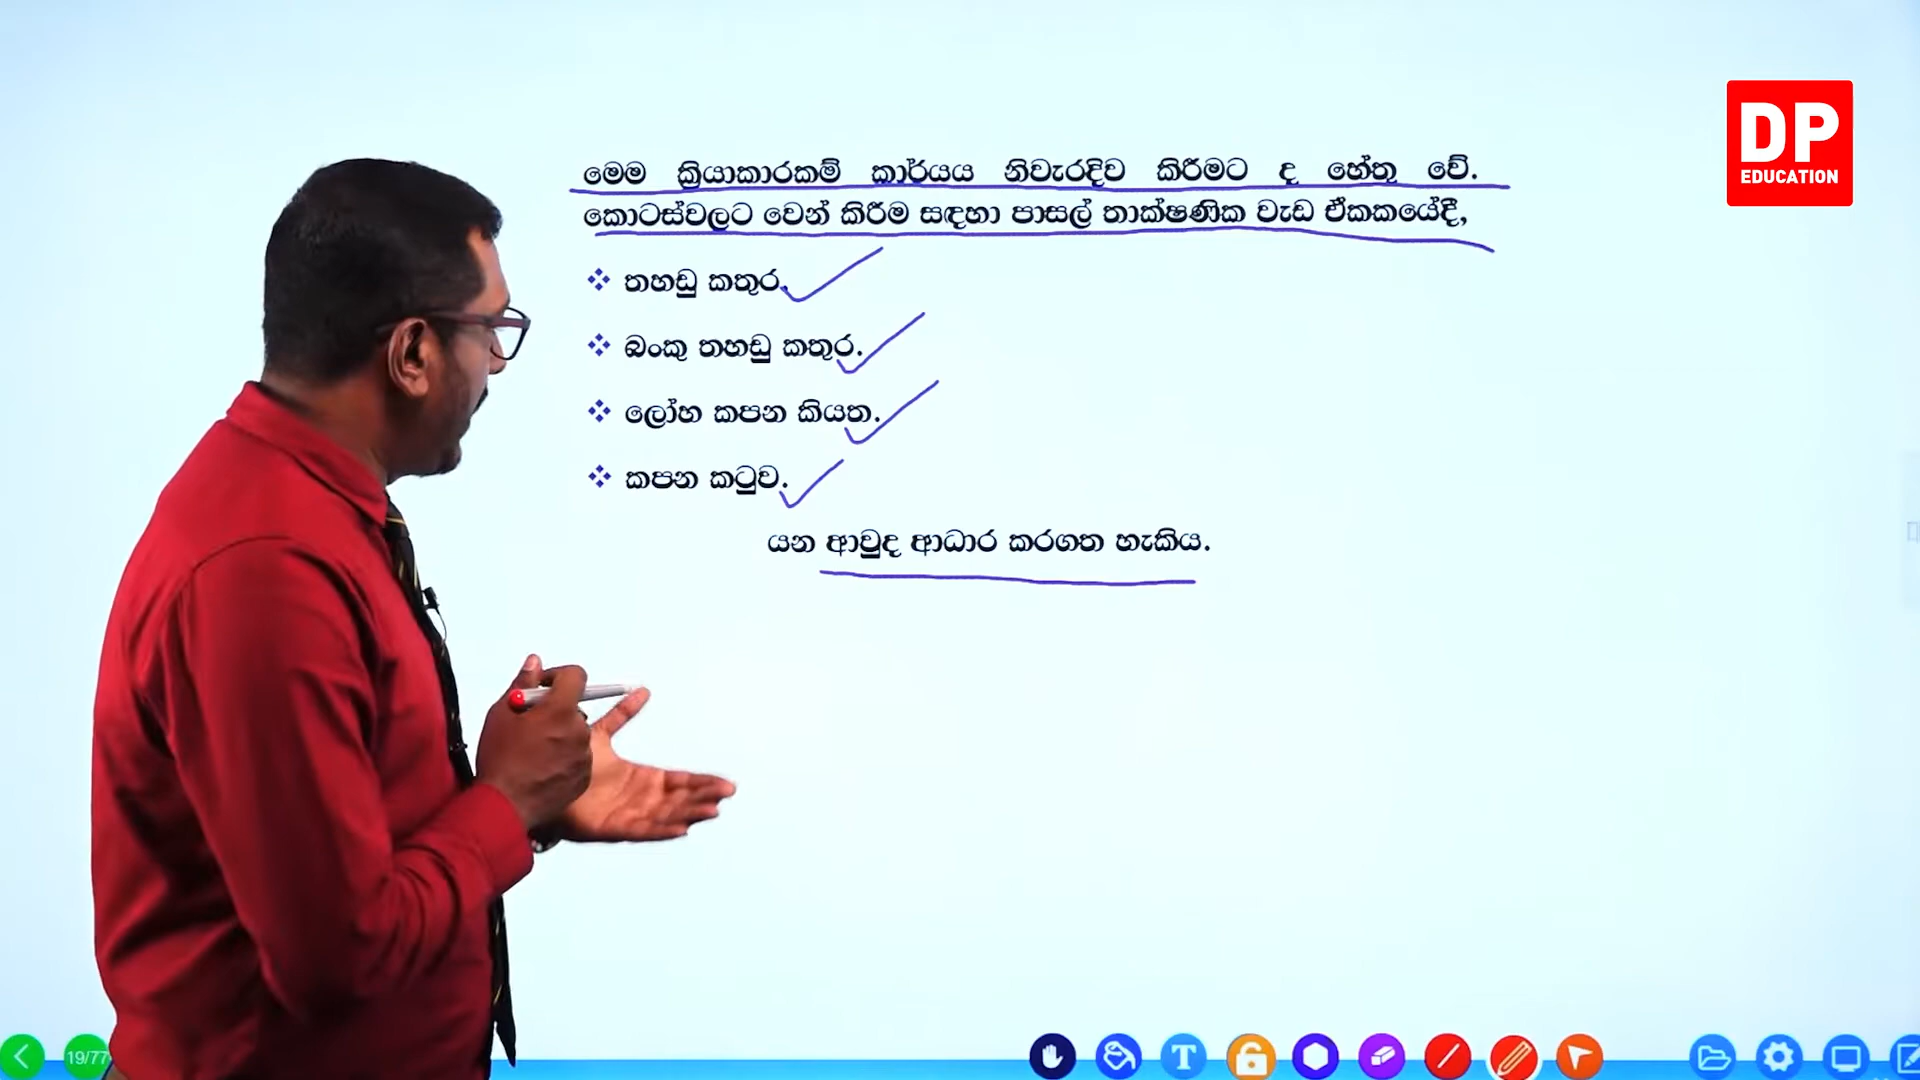 DP
EDUCATION
මෙම ක්‍රියාකාරකම් කාර්යය නිවැරදිව කිරීමට ද හේතු වේ.
කොටස්වලට වෙන් කිරීම සඳහා පාසල් තාක්ෂණික වැඩ ඒකකයේදී,
❖ තහඩු කතුර.
❖ බංකු තහඩු කතුර.
❖ ලෝහ කපන කියත.
❖ කපන කටුව.
යන ආවුද ආධාර කරගත හැකිය.
19/77
T